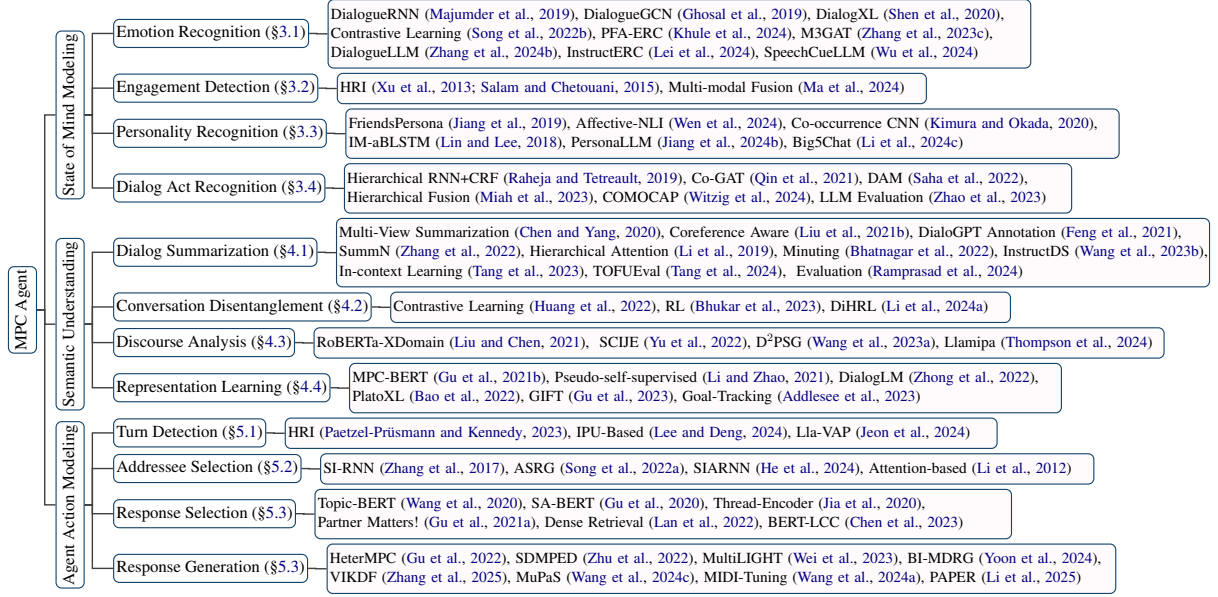 MPC Agent
State of Mind Modeling
Emotion Recognition (§3.1)
DialogueRNN (Majumder et al., 2019), DialogueGCN (Ghosal et al., 2019), DialogXL (Shen et al., 2020),
Contrastive Learning (Song et al., 2022b), PFA-ERC (Khule et al., 2024), M3GAT (Zhang et al., 2023c),
DialogueLLM (Zhang et al., 2024b), InstructERC (Lei et al., 2024), SpeechCueLLM (Wu et al., 2024)
Engagement Detection (§3.2)
HRI (Xu et al., 2013; Salam and Chetouani, 2015), Multi-modal Fusion (Ma et al., 2024)
Personality Recognition (§3.3)
FriendsPersona (Jiang et al., 2019), Affective-NLI (Wen et al., 2024), Co-occurrence CNN (Kimura and Okada, 2020),
IM-aBLSTM (Lin and Lee, 2018), PersonaLLM (Jiang et al., 2024b), Big5Chat (Li et al., 2024c)
Dialog Act Recognition (§3.4)
Hierarchical RNN+CRF (Raheja and Tetreault, 2019), Co-GAT (Qin et al., 2021), DAM (Saha et al., 2022),
Hierarchical Fusion (Miah et al., 2023), COMOCAP (Witzig et al., 2024), LLM Evaluation (Zhao et al., 2023)
Semantic Understanding
Dialog Summarization (§4.1)
Multi-View Summarization (Chen and Yang, 2020), Coreference Aware (Liu et al., 2021b), DialoGPT Annotation (Feng et al., 2021),
SummN (Zhang et al., 2022), Hierarchical Attention (Li et al., 2019), Minuting (Bhatnagar et al., 2022), InstructDS (Wang et al., 2023b),
In-context Learning (Tang et al., 2023), TOFUEval (Tang et al., 2024), Evaluation (Ramprasad et al., 2024)
Conversation Disentanglement (§4.2)
Contrastive Learning (Huang et al., 2022), RL (Bhukar et al., 2023), DiHRL (Li et al., 2024a)
Discourse Analysis (§4.3)
RoBERTa-XDomain (Liu and Chen, 2021), SCIJE (Yu et al., 2022), D²PSG (Wang et al., 2023a), Llamipa (Thompson et al., 2024)
Representation Learning (§4.4)
MPC-BERT (Gu et al., 2021b), Pseudo-self-supervised (Li and Zhao, 2021), DialogLM (Zhong et al., 2022),
PlatoXL (Bao et al., 2022), GIFT (Gu et al., 2023), Goal-Tracking (Addlesee et al., 2023)
Agent Action Modeling
Turn Detection (§5.1)
HRI (Paetzel-Prüsmann and Kennedy, 2023), IPU-Based (Lee and Deng, 2024), Lla-VAP (Jeon et al., 2024)
Addressee Selection (§5.2)
SI-RNN (Zhang et al., 2017), ASRG (Song et al., 2022a), SIARNN (He et al., 2024), Attention-based (Li et al., 2012)
Response Selection (§5.3)
Topic-BERT (Wang et al., 2020), SA-BERT (Gu et al., 2020), Thread-Encoder (Jia et al., 2020),
Partner Matters! (Gu et al., 2021a), Dense Retrieval (Lan et al., 2022), BERT-LCC (Chen et al., 2023)
Response Generation (§5.3)
HeterMPC (Gu et al., 2022), SDMPED (Zhu et al., 2022), MultiLIGHT (Wei et al., 2023), BI-MDRG (Yoon et al., 2024),
VIKDF (Zhang et al., 2025), MuPaS (Wang et al., 2024c), MIDI-Tuning (Wang et al., 2024a), PAPER (Li et al., 2025)